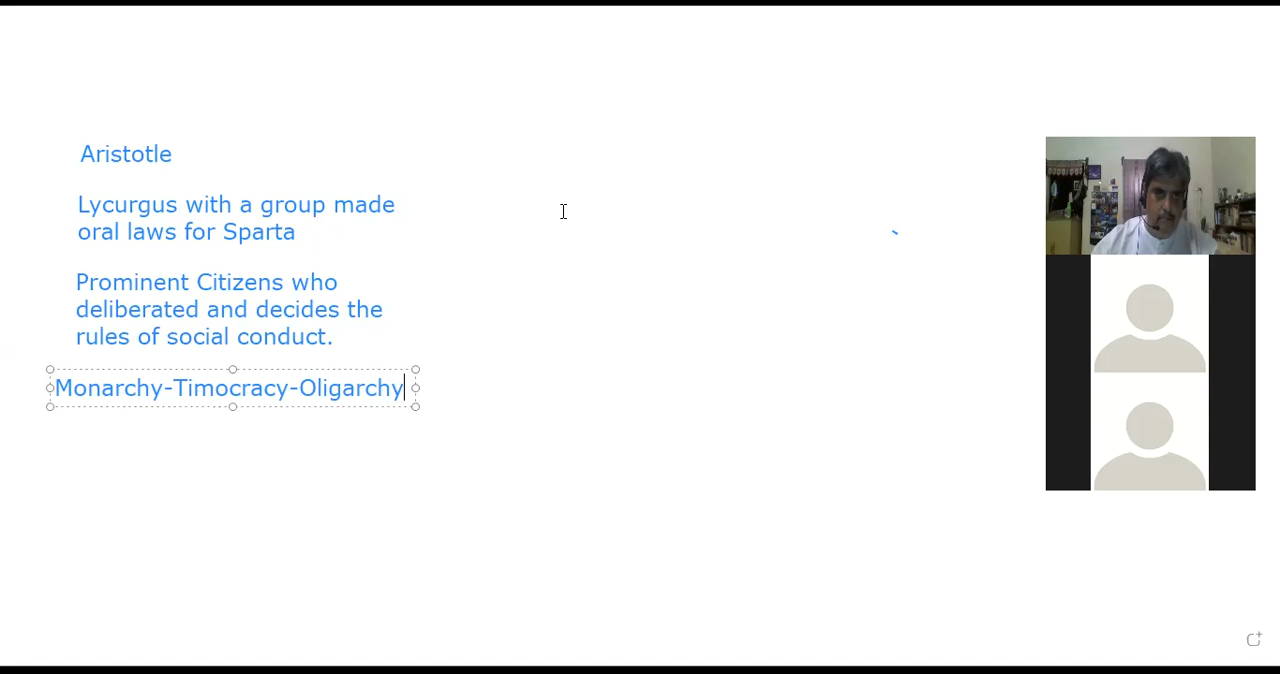 Aristotle
Lycurgus with a group made
oral laws for Sparta
Prominent Citizens who
deliberated and decides the
rules of social conduct.
Monarchy-Timocracy-Oligarchy